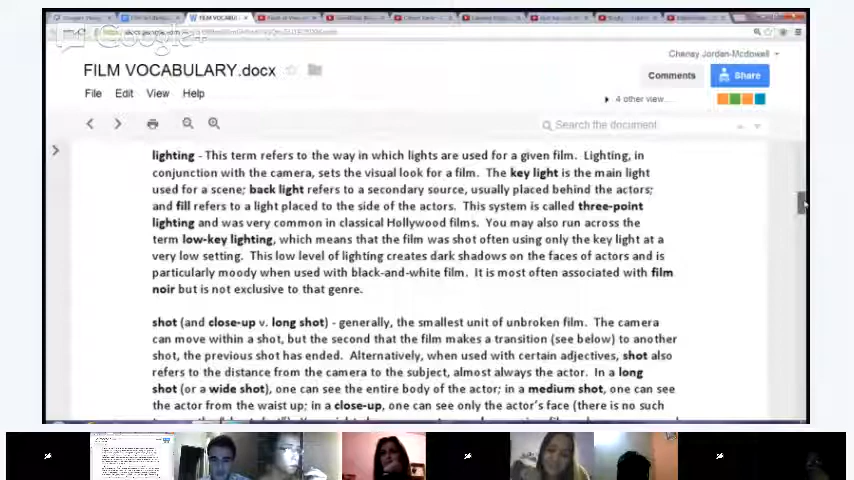 FILM VOCABUL
Google+
FILM VOCABULARY.docx
Chenay Jordan-Mcdowell
Comments
Share
File Edit View Help
4 other view...
Search the document
lighting - This term refers to the way in which lights are used for a given film. Lighting, in
conjunction with the camera, sets the visual look for a film. The key light is the main light
used for a scene; back light refers to a secondary source, usually placed behind the actors;
and fill refers to a light placed to the side of the actors. This system is called three-point
lighting and was very common in classical Hollywood films. You may also run across the
term low-key lighting, which means that the film was shot often using only the key light at a
very low setting. This low level of lighting creates dark shadows on the faces of actors and is
particularly moody when used with black-and-white film. It is most often associated with film
noir but is not exclusive to that genre.
shot (and close-up v. long shot) - generally, the smallest unit of unbroken film. The camera
can move within a shot, but the second that the film makes a transition (see below) to another
shot, the previous shot has ended. Alternatively, when used with certain adjectives, shot also
refers to the distance from the camera to the subject, almost always the actor. In a long
shot (or a wide shot), one can see the entire body of the actor; in a medium shot, one can see
the actor from the waist up; in a close-up, one can see only the actor's face (there is no such